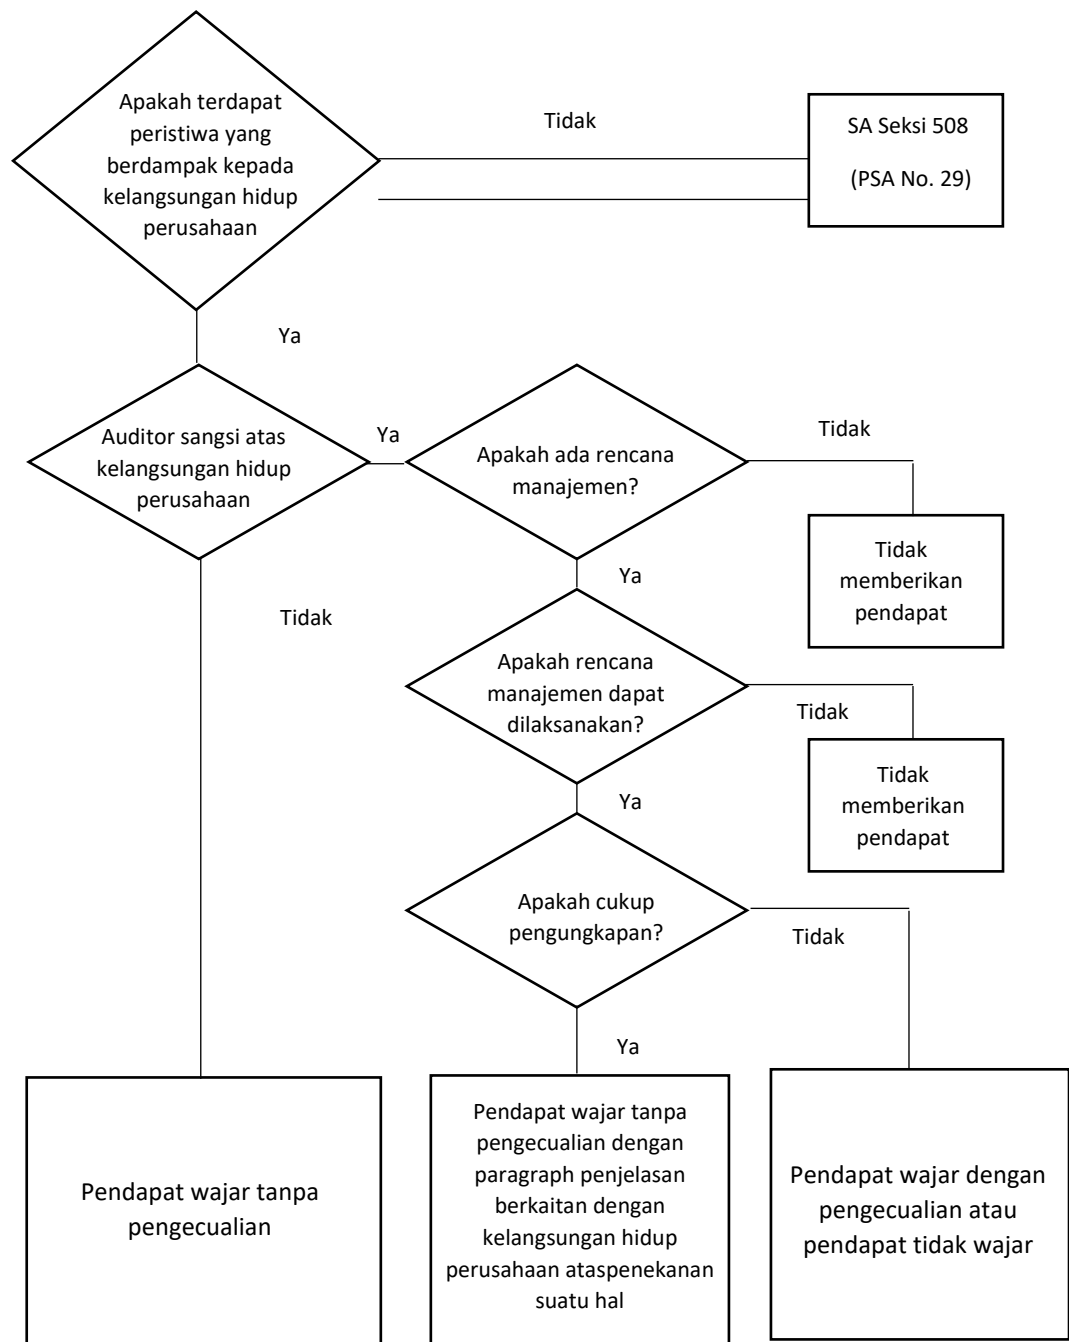 Apakah terdapat
peristiwa yang
berdampak kepada
kelangsungan hidup
perusahaan
Tidak
SA Seksi 508
(PSA No. 29)
Ya
Auditor sangsi atas
kelangsungan hidup
perusahaan
Ya
Apakah ada rencana
manajemen?
Tidak
Tidak
memberikan
pendapat
Ya
Tidak
Apakah rencana
manajemen dapat
dilaksanakan?
Tidak
Tidak
memberikan
pendapat
Ya
Apakah cukup
pengungkapan?
Tidak
Ya
Pendapat wajar tanpa
pengecualian
Pendapat wajar tanpa
pengecualian dengan
paragraph penjelasan
berkaitan dengan
kelangsungan hidup
perusahaan ataspenekanan
suatu hal
Pendapat wajar dengan
pengecualian atau
pendapat tidak wajar